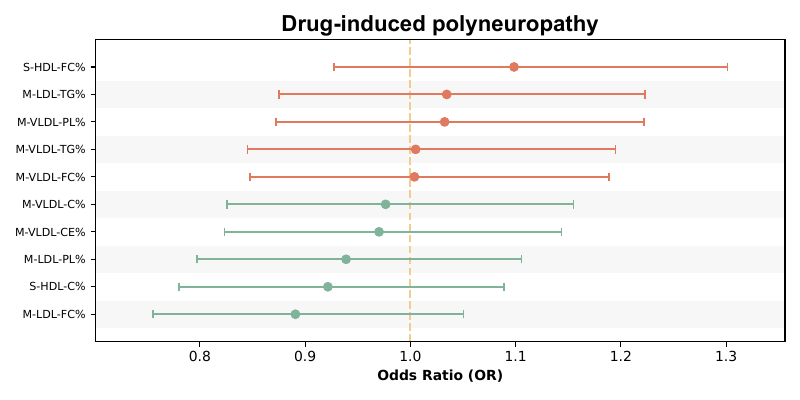 Drug-induced polyneuropathy
S-HDL-FC%
M-LDL-TG%
M-VLDL-PL%
M-VLDL-TG%
M-VLDL-FC%
M-VLDL-C%
M-VLDL-CE%
M-LDL-PL%
S-HDL-C%
M-LDL-FC%
0.8 0.9 1.0 1.1 1.2 1.3
Odds Ratio (OR)